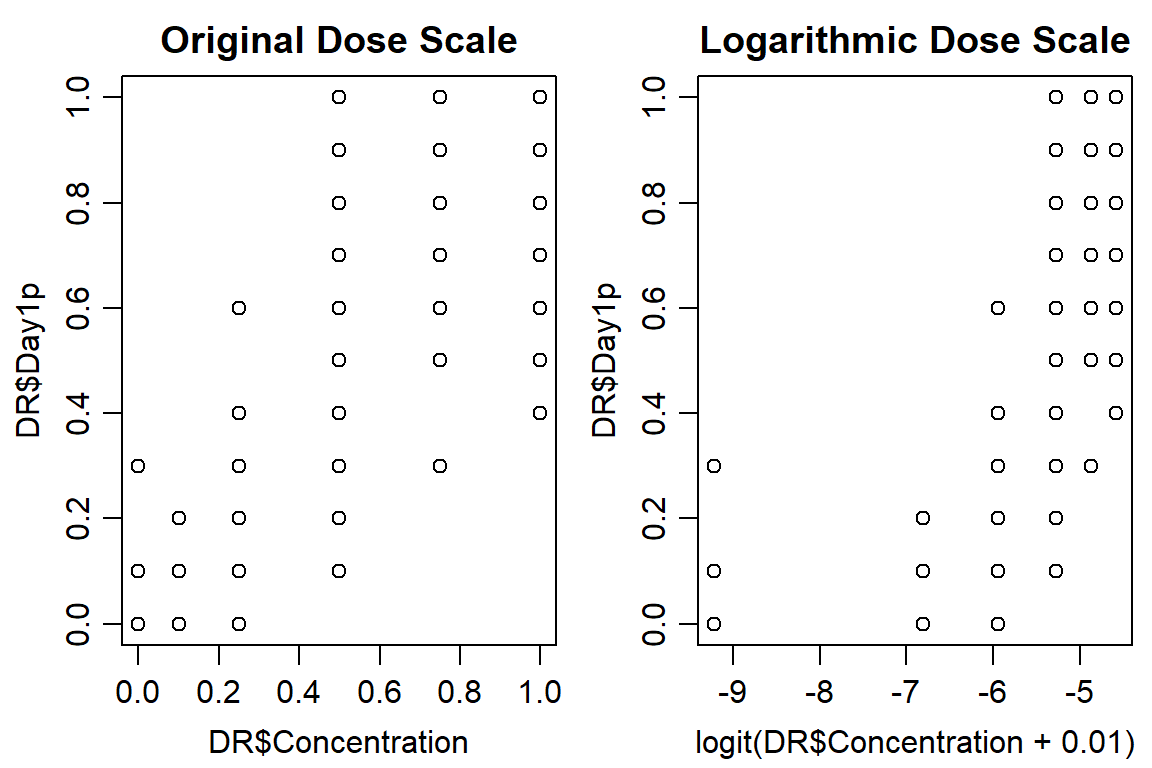 Original Dose Scale
DR$Day1p
1.0
0.8
0.6
0.4
0.2
0.0
0.0 0.2 0.4 0.6 0.8 1.0
DR$Concentration
Logarithmic Dose Scale
DR$Day1p
1.0
0.8
0.6
0.4
0.2
0.0
-9 -8 -7 -6 -5
logit(DR$Concentration + 0.01)